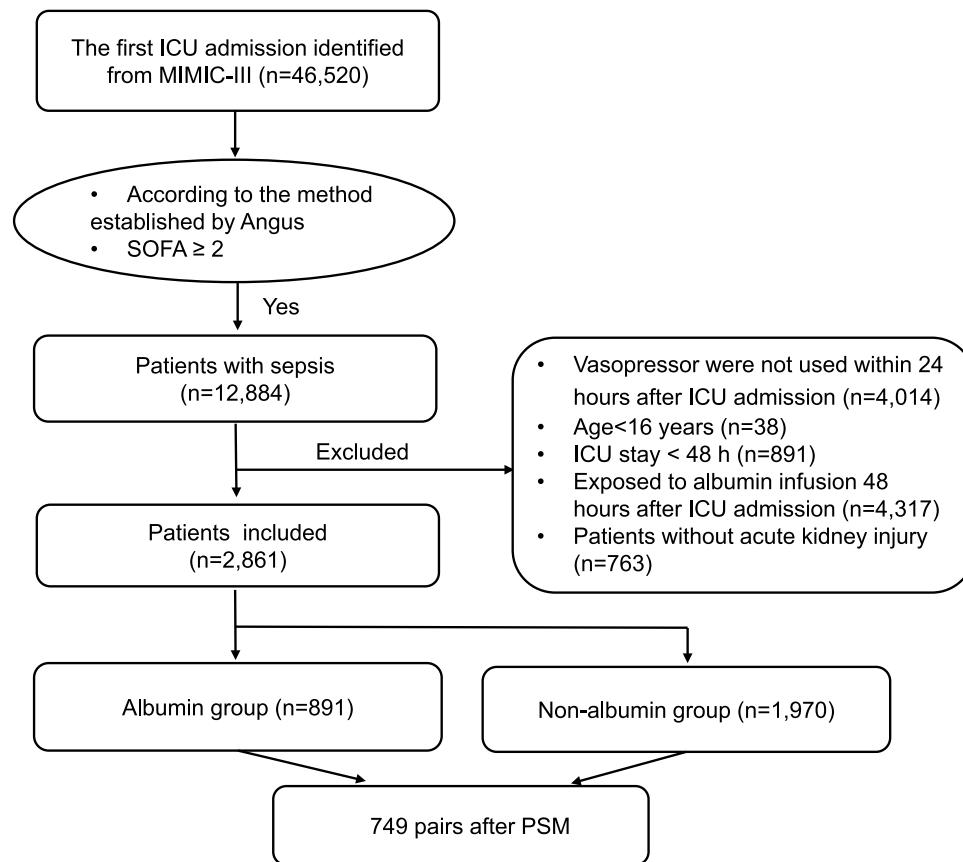 The first ICU admission identified
from MIMIC-III (n=46,520)
• According to the method
established by Angus
• SOFA ≥ 2
Yes
Patients with sepsis
(n=12,884)
Excluded
• Vasopressor were not used within 24
hours after ICU admission (n=4,014)
• Age<16 years (n=38)
• ICU stay < 48 h (n=891)
• Exposed to albumin infusion 48
hours after ICU admission (n=4,317)
• Patients without acute kidney injury
(n=763)
Patients included
(n=2,861)
Albumin group (n=891)
Non-albumin group (n=1,970)
749 pairs after PSM